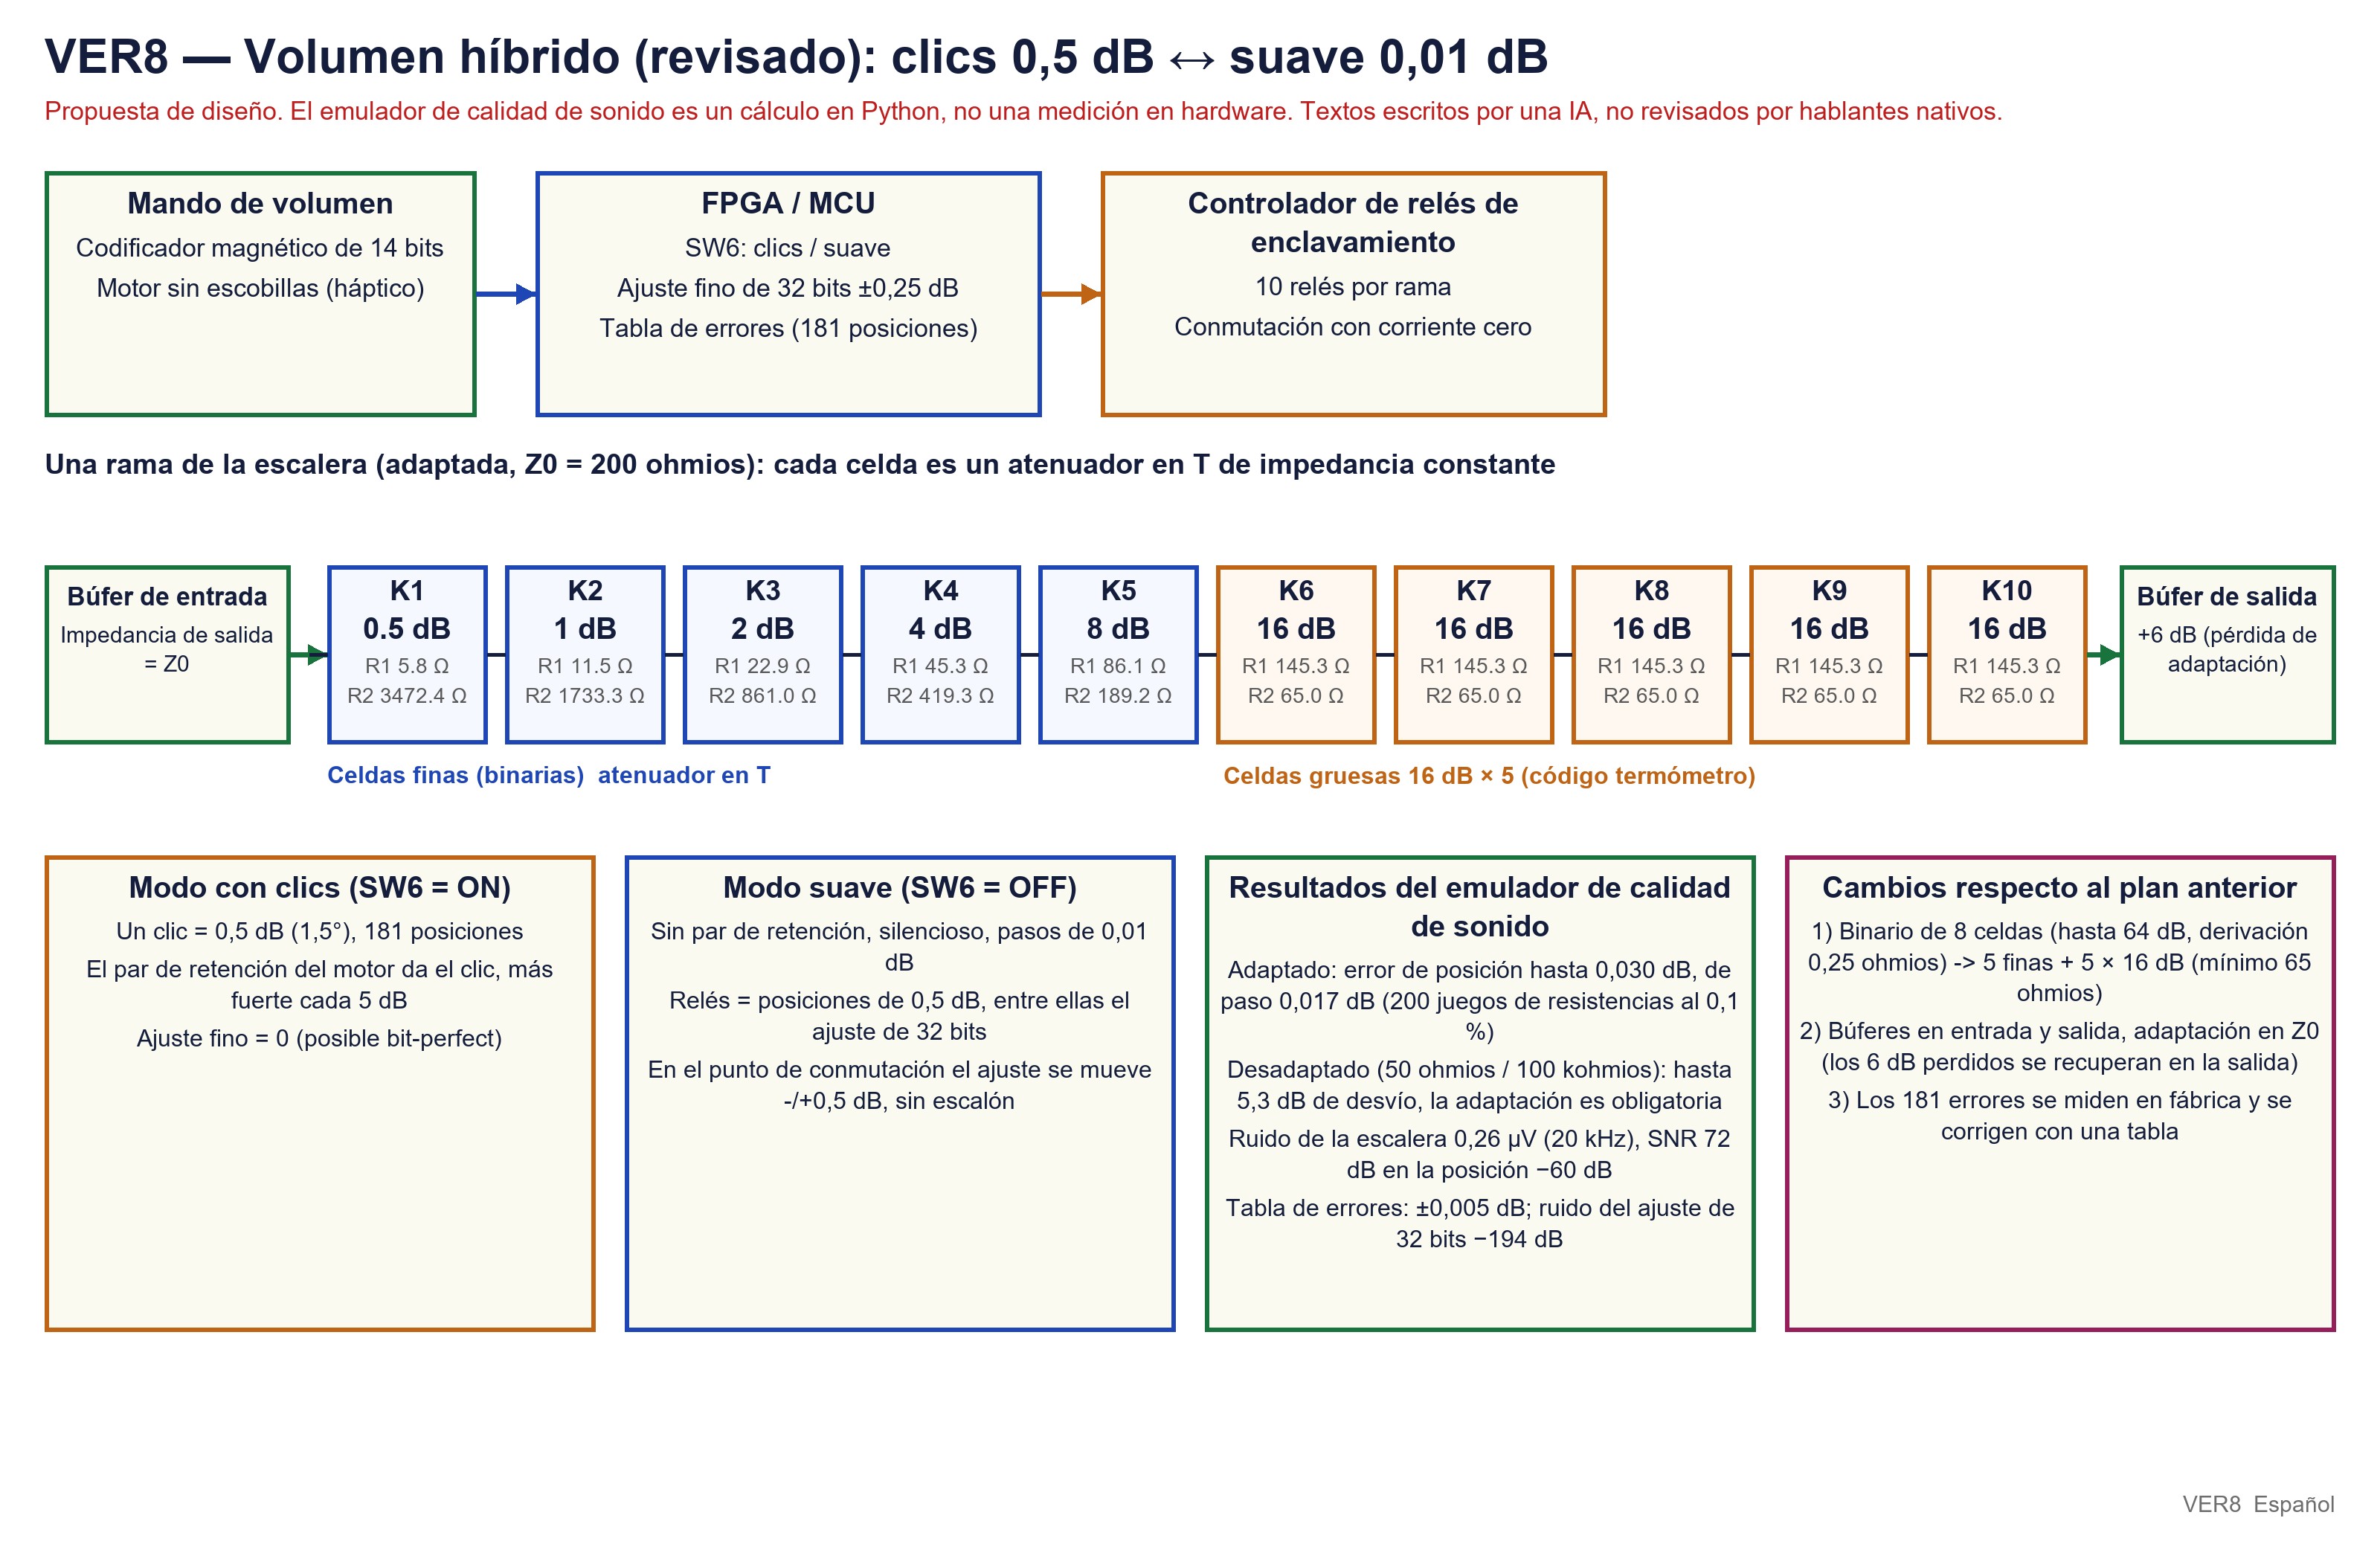 VER8 — Volumen híbrido (revisado): clics 0,5 dB ↔ suave 0,01 dB
Propuesta de diseño. El emulador de calidad de sonido es un cálculo en Python, no una medición en hardware. Textos escritos por una IA, no revisados por hablantes nativos.
Mando de volumen
Codificador magnético de 14 bits
Motor sin escobillas (háptico)
FPGA / MCU
SW6: clics / suave
Ajuste fino de 32 bits ±0,25 dB
Tabla de errores (181 posiciones)
Controlador de relés de
enclavamiento
10 relés por rama
Conmutación con corriente cero
Una rama de la escalera (adaptada, Z0 = 200 ohmios): cada celda es un atenuador en T de impedancia constante
Búfer de entrada
Impedancia de salida
= Z0
K1
0.5 dB
R1 5.8 Ω
R2 3472.4 Ω
K2
1 dB
R1 11.5 Ω
R2 1733.3 Ω
K3
2 dB
R1 22.9 Ω
R2 861.0 Ω
K4
4 dB
R1 45.3 Ω
R2 419.3 Ω
K5
8 dB
R1 86.1 Ω
R2 189.2 Ω
K6
16 dB
R1 145.3 Ω
R2 65.0 Ω
K7
16 dB
R1 145.3 Ω
R2 65.0 Ω
K8
16 dB
R1 145.3 Ω
R2 65.0 Ω
K9
16 dB
R1 145.3 Ω
R2 65.0 Ω
K10
16 dB
R1 145.3 Ω
R2 65.0 Ω
Búfer de salida
+6 dB (pérdida de
adaptación)
Celdas finas (binarias)  atenuador en T
Celdas gruesas 16 dB × 5 (código termómetro)
Modo con clics (SW6 = ON)
Un clic = 0,5 dB (1,5°), 181 posiciones
El par de retención del motor da el clic, más
fuerte cada 5 dB
Ajuste fino = 0 (posible bit-perfect)
Modo suave (SW6 = OFF)
Sin par de retención, silencioso, pasos de 0,01
dB
Relés = posiciones de 0,5 dB, entre ellas el
ajuste de 32 bits
En el punto de conmutación el ajuste se mueve
-/+0,5 dB, sin escalón
Resultados del emulador de calidad
de sonido
Adaptado: error de posición hasta 0,030 dB, de
paso 0,017 dB (200 juegos de resistencias al 0,1
%)
Desadaptado (50 ohmios / 100 kohmios): hasta
5,3 dB de desvío, la adaptación es obligatoria
Ruido de la escalera 0,26 µV (20 kHz), SNR 72
dB en la posición −60 dB
Tabla de errores: ±0,005 dB; ruido del ajuste de
32 bits −194 dB
Cambios respecto al plan anterior
1) Binario de 8 celdas (hasta 64 dB, derivación
0,25 ohmios) -> 5 finas + 5 × 16 dB (mínimo 65
ohmios)
2) Búferes en entrada y salida, adaptación en Z0
(los 6 dB perdidos se recuperan en la salida)
3) Los 181 errores se miden en fábrica y se
corrigen con una tabla
VER8  Español